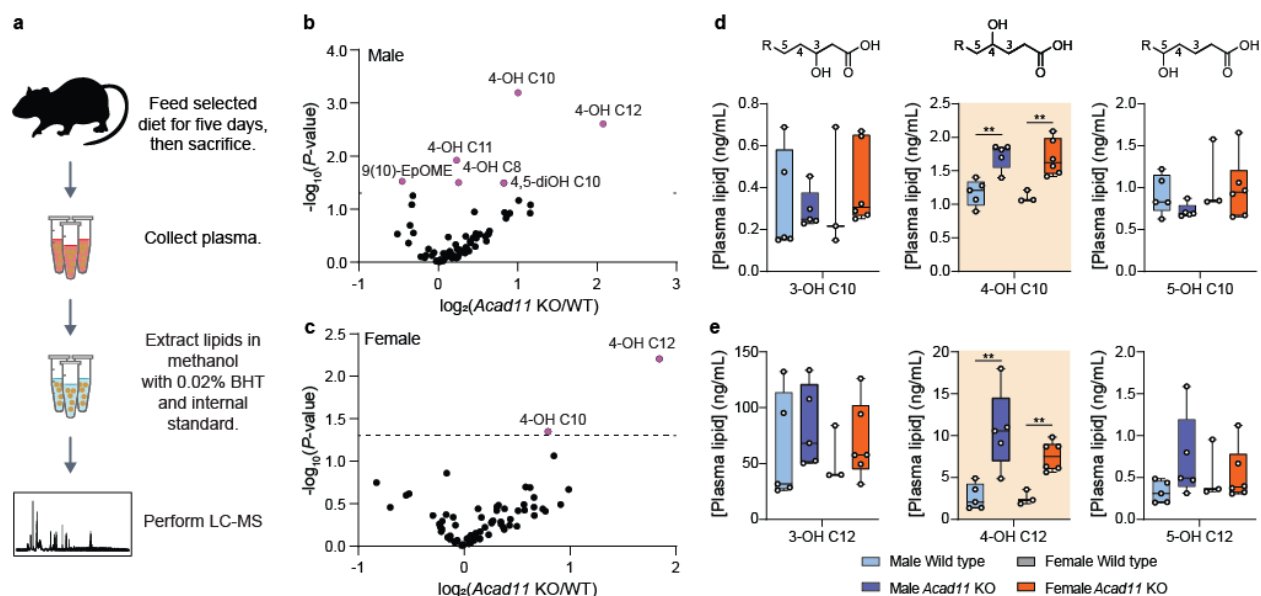 a
Feed selected
diet for five days,
then sacrifice.
Collect plasma.
Extract lipids in
methanol
with 0.02% BHT
and internal
standard.
Perform LC-MS
b
Male
4.0
3.0
2.0
1.0
0.0
-log₁₀(P-value)
4-OH C10
4-OH C12
4-OH C11
9(10)-EpOME
4-OH C8
4,5-diOH C10
-1
0
1
2
3
log₂(Acad11 KO/WT)
c
Female
2.5
2.0
1.5
1.0
0.5
0.0
-log₁₀(P-value)
4-OH C12
4-OH C10
-1
0
1
2
log₂(Acad11 KO/WT)
d
R 5 4 3 OH
OH O
OH
R 5 4 3 OH
O
R 5 4 3 OH
OH O
[Plasma lipid] (ng/mL)
0.8
0.6
0.4
0.2
0.0
3-OH C10
[Plasma lipid] (ng/mL)
2.5
2.0
1.5
1.0
0.5
0.0
** **
4-OH C10
[Plasma lipid] (ng/mL)
2.0
1.5
1.0
0.5
0.0
5-OH C10
e
[Plasma lipid] (ng/mL)
150
100
50
0
3-OH C12
[Plasma lipid] (ng/mL)
20
15
10
5
0
** **
4-OH C12
[Plasma lipid] (ng/mL)
2.0
1.5
1.0
0.5
0.0
5-OH C12
Male Wild type
Female Wild type
Male Acad11 KO
Female Acad11 KO